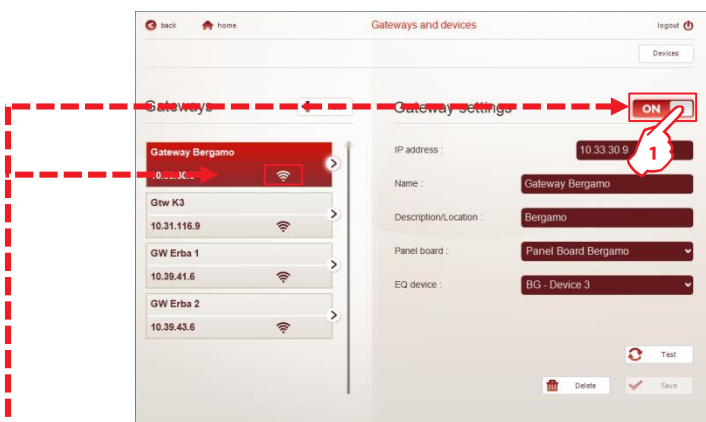 back
home
Gateways and devices
logout
Devices
Gateways
Gateway settings
ON
1
Gateway Bergamo
Gtw K3
10.31.116.9
GW Erba 1
10.39.41.6
GW Erba 2
10.39.43.6
IP address :
10.33.30.9
Name :
Gateway Bergamo
Description/Location :
Bergamo
Panel board :
Panel Board Bergamo
EQ device :
BG - Device 3
Test
Delete
Save